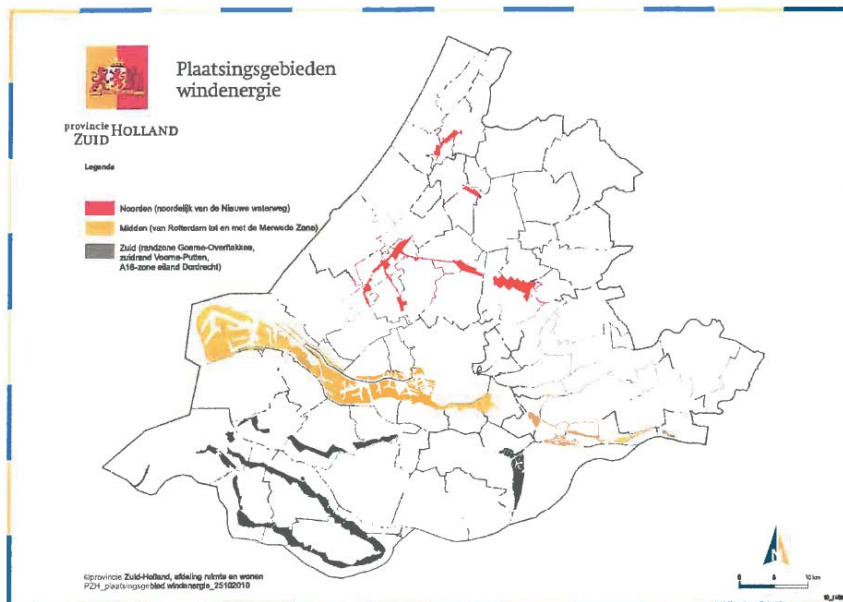 Plaatsingsgebieden
windenergie
provincie
ZUID HOLLAND
Legenda
Noorden (noordelijk van de Nieuwe waterweg)
Midden (van Rotterdam tot en met de Merwede Zone)
Zuid (randzone Goeree-Overflakkee,
zuidrand Voorne-Putten,
A16-zone eiland Dordrecht)
©provincie Zuid-Holland, afdeling ruimte en wonen
PZH_plaatsingsgebied windenergie_25102010
N
0 5 10 km